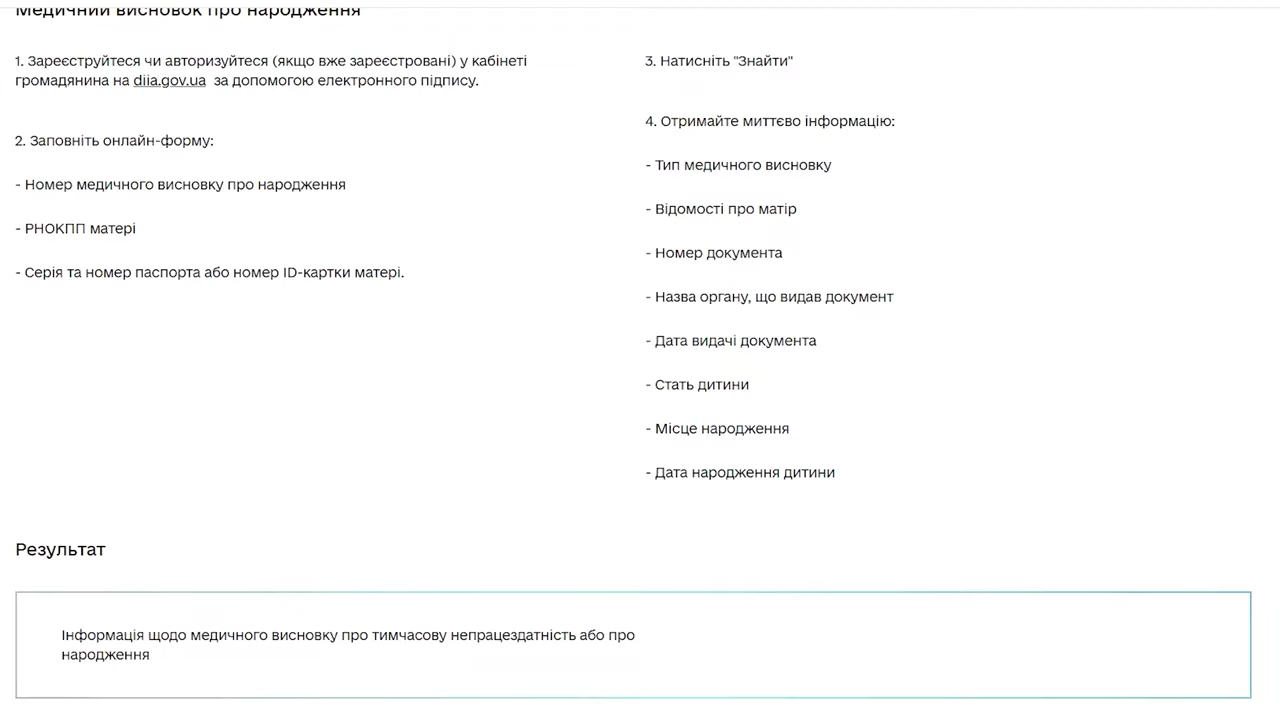 Медичний висновок про народження
1. Зареєструйтеся чи авторизуйтеся (якщо вже зареєстровані) у кабінеті
громадянина на diia.gov.ua за допомогою електронного підпису.
2. Заповніть онлайн-форму:
- Номер медичного висновку про народження
- РНОКПП матері
- Серія та номер паспорта або номер ID-картки матері.
3. Натисніть "Знайти"
4. Отримайте миттєво інформацію:
- Тип медичного висновку
- Відомості про матір
- Номер документа
- Назва органу, що видав документ
- Дата видачі документа
- Стать дитини
- Місце народження
- Дата народження дитини
Результат
Інформація щодо медичного висновку про тимчасову непрацездатність або про
народження